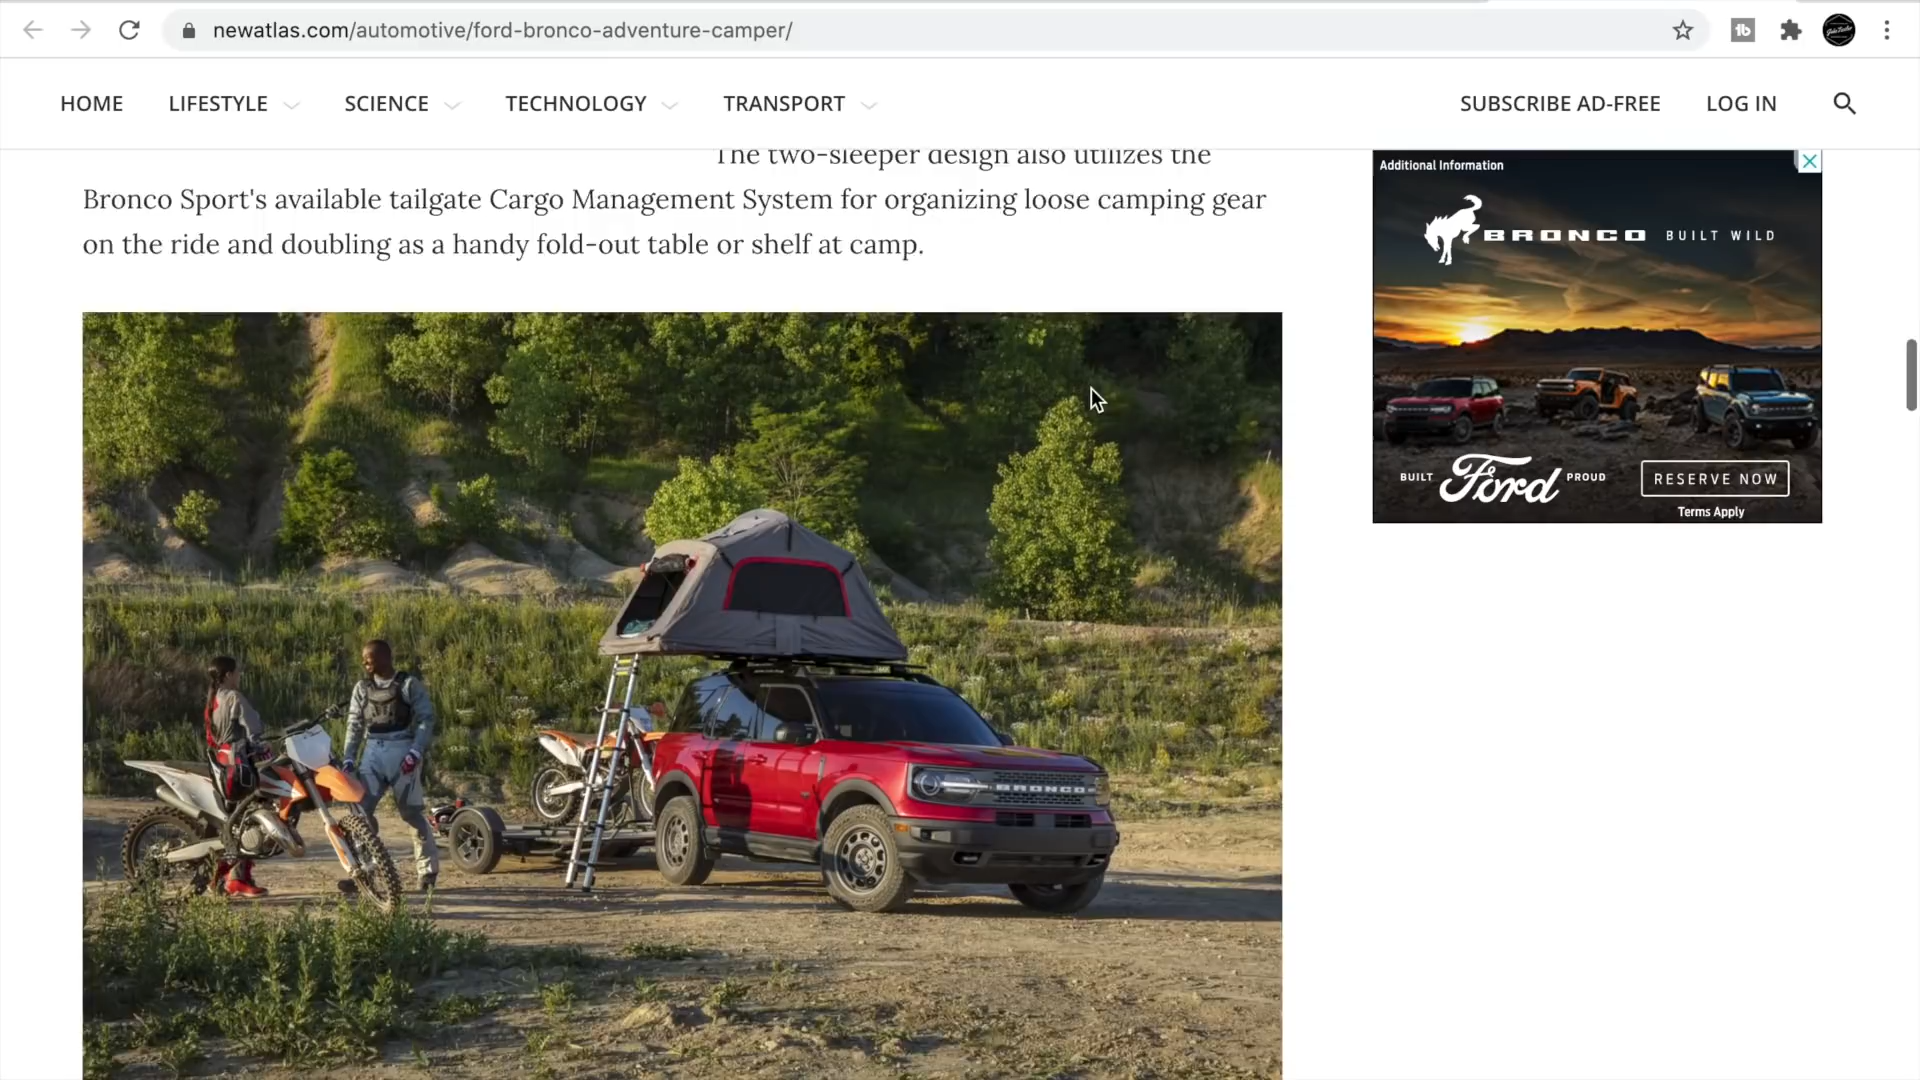 newatlas.com/automotive/ford-bronco-adventure-camper/
HOME LIFESTYLE SCIENCE TECHNOLOGY TRANSPORT SUBSCRIBE AD-FREE LOG IN
The two-sleeper design also utilizes the
Bronco Sport's available tailgate Cargo Management System for organizing loose camping gear
on the ride and doubling as a handy fold-out table or shelf at camp.
Additional Information
BRONCO BUILT WILD
BUILT Ford PROUD
RESERVE NOW
Terms Apply
BRONCO